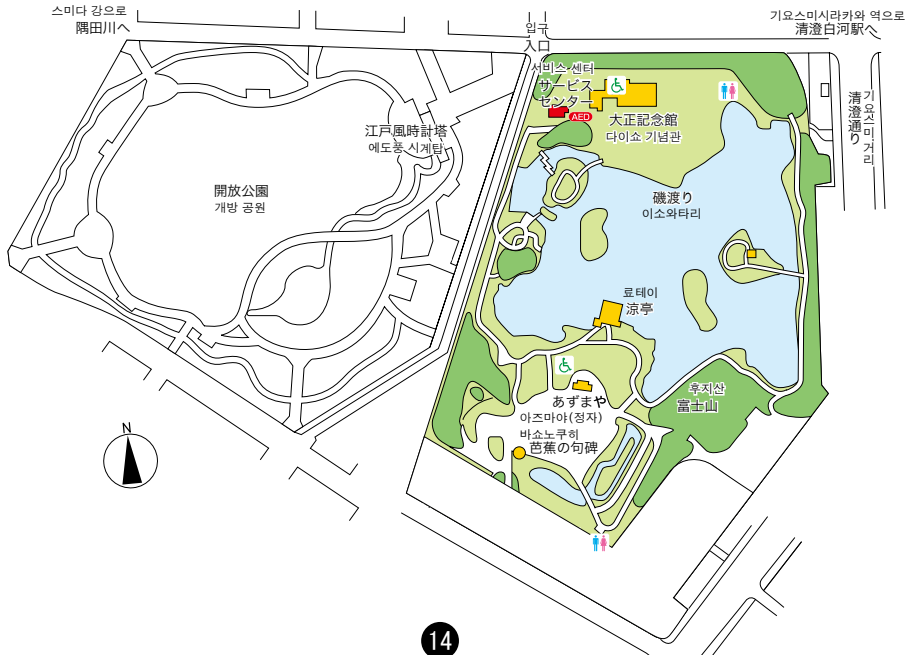 스미다 강으로
隅田川へ
입구
入口
기요스미시라카와 역으로
清澄白河駅へ
서비스 센터
サービス
センター
AED
大正記念館
다이쇼 기념관
清澄通り
기요스미거리
江戸風時計塔
에도풍 시계탑
開放公園
개방 공원
磯渡り
이소와타리
료테이
涼亭
あずまや
아즈마야(정자)
바쇼노쿠히
芭蕉の句碑
후지산
富士山
N
14